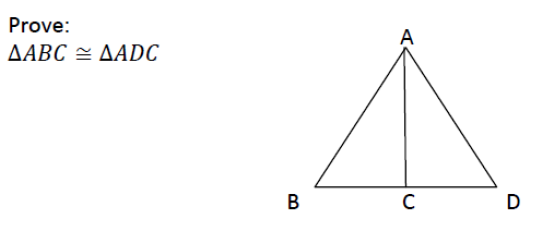 Prove:
ΔABC ≅ ΔADC
A
B C D